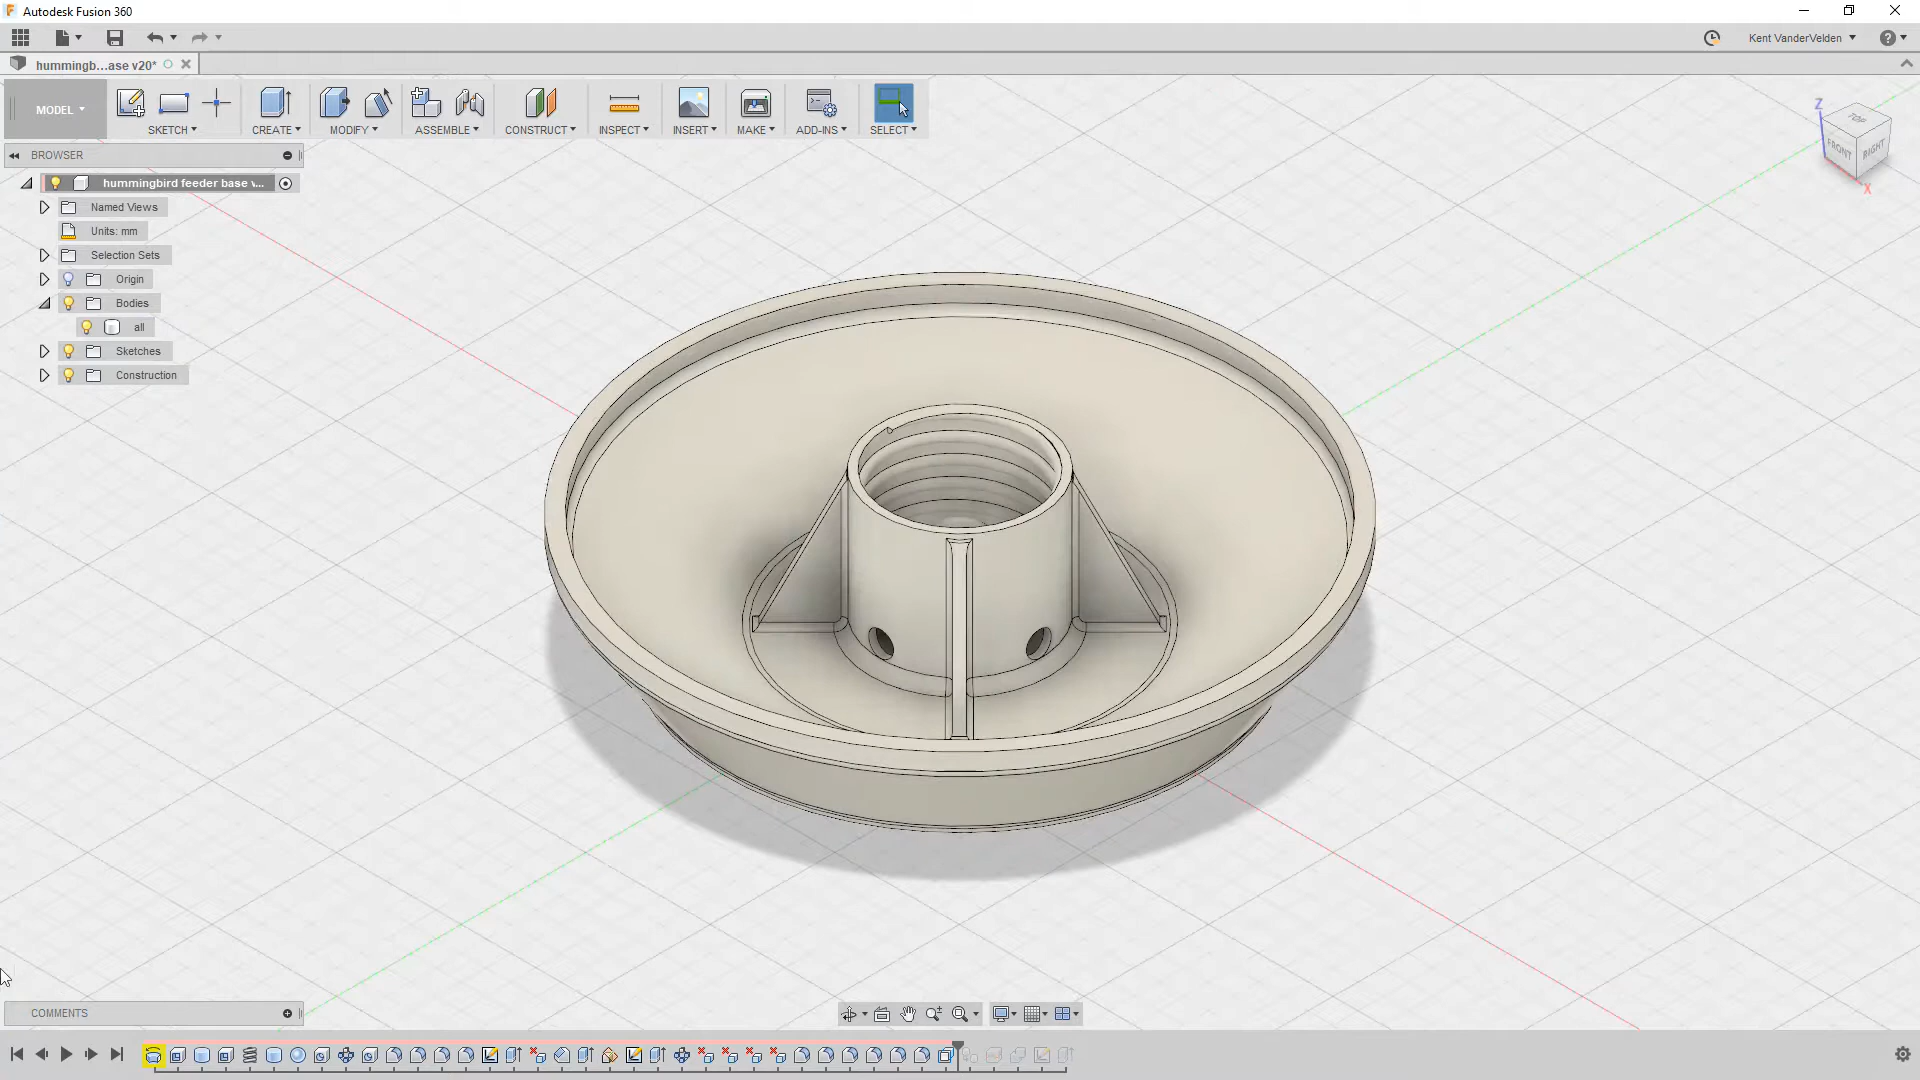 Autodesk Fusion 360
Kent VanderVelden
hummingb...ase v20*
MODEL
SKETCH
CREATE
MODIFY
ASSEMBLE
CONSTRUCT
INSPECT
INSERT
MAKE
ADD-INS
SELECT
BROWSER
hummingbird feeder base v...
Named Views
Units: mm
Selection Sets
Origin
Bodies
all
Sketches
Construction
Z
TOP
FRONT
RIGHT
X
COMMENTS